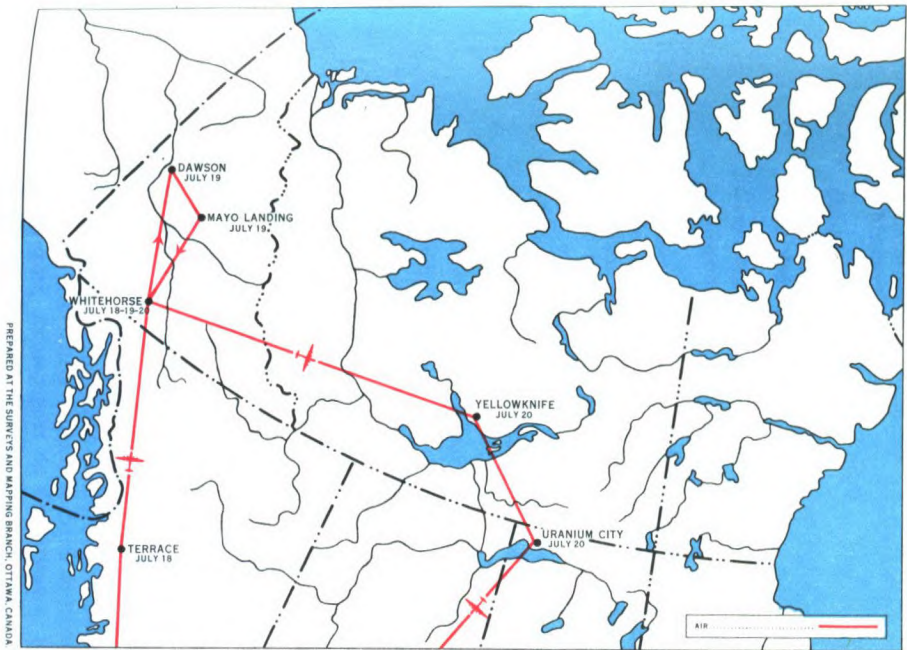 DAWSON
JULY 19
MAYO LANDING
JULY 19
WHITEHORSE
JULY 18-19-20
YELLOWKNIFE
JULY 20
URANIUM CITY
JULY 20
TERRACE
JULY 18
AIR
PREPARED AT THE SURVEYS AND MAPPING BRANCH, OTTAWA, CANADA